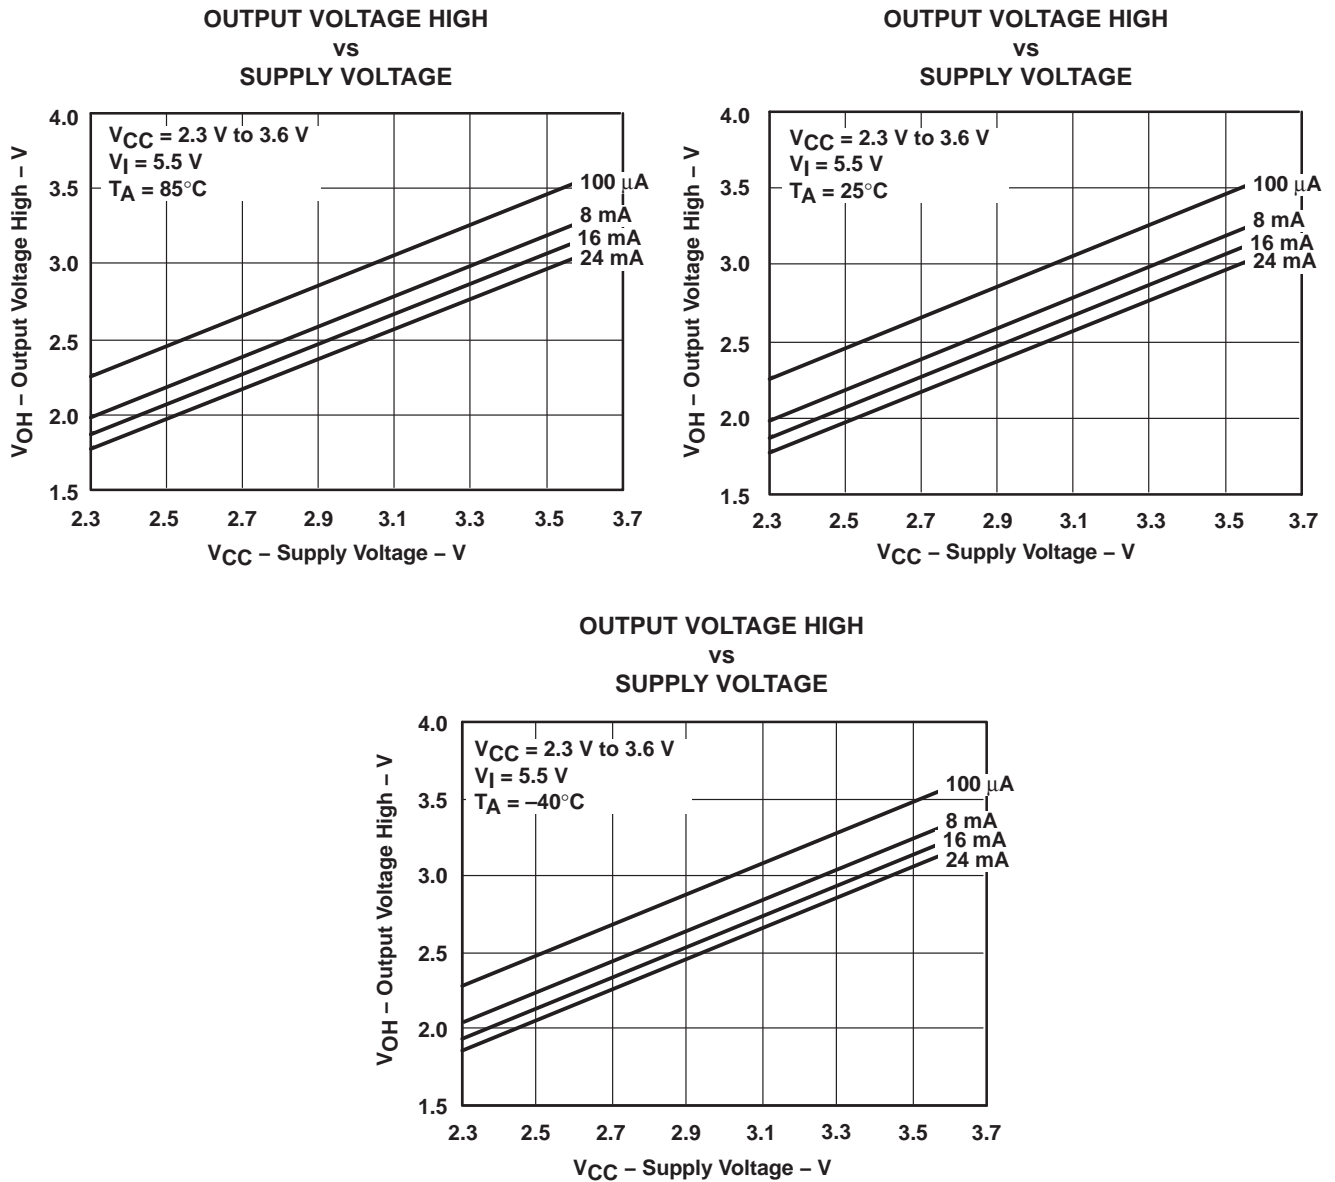 OUTPUT VOLTAGE HIGH
vs
SUPPLY VOLTAGE
4.0
3.5
3.0
2.5
2.0
1.5
VOH – Output Voltage High – V
VCC = 2.3 V to 3.6 V
VI = 5.5 V
TA = 85°C
100 µA
8 mA
16 mA
24 mA
2.3 2.5 2.7 2.9 3.1 3.3 3.5 3.7
VCC – Supply Voltage – V
OUTPUT VOLTAGE HIGH
vs
SUPPLY VOLTAGE
4.0
3.5
3.0
2.5
2.0
1.5
VOH – Output Voltage High – V
VCC = 2.3 V to 3.6 V
VI = 5.5 V
TA = 25°C
100 µA
8 mA
16 mA
24 mA
2.3 2.5 2.7 2.9 3.1 3.3 3.5 3.7
VCC – Supply Voltage – V
OUTPUT VOLTAGE HIGH
vs
SUPPLY VOLTAGE
4.0
3.5
3.0
2.5
2.0
1.5
VOH – Output Voltage High – V
VCC = 2.3 V to 3.6 V
VI = 5.5 V
TA = –40°C
100 µA
8 mA
16 mA
24 mA
2.3 2.5 2.7 2.9 3.1 3.3 3.5 3.7
VCC – Supply Voltage – V